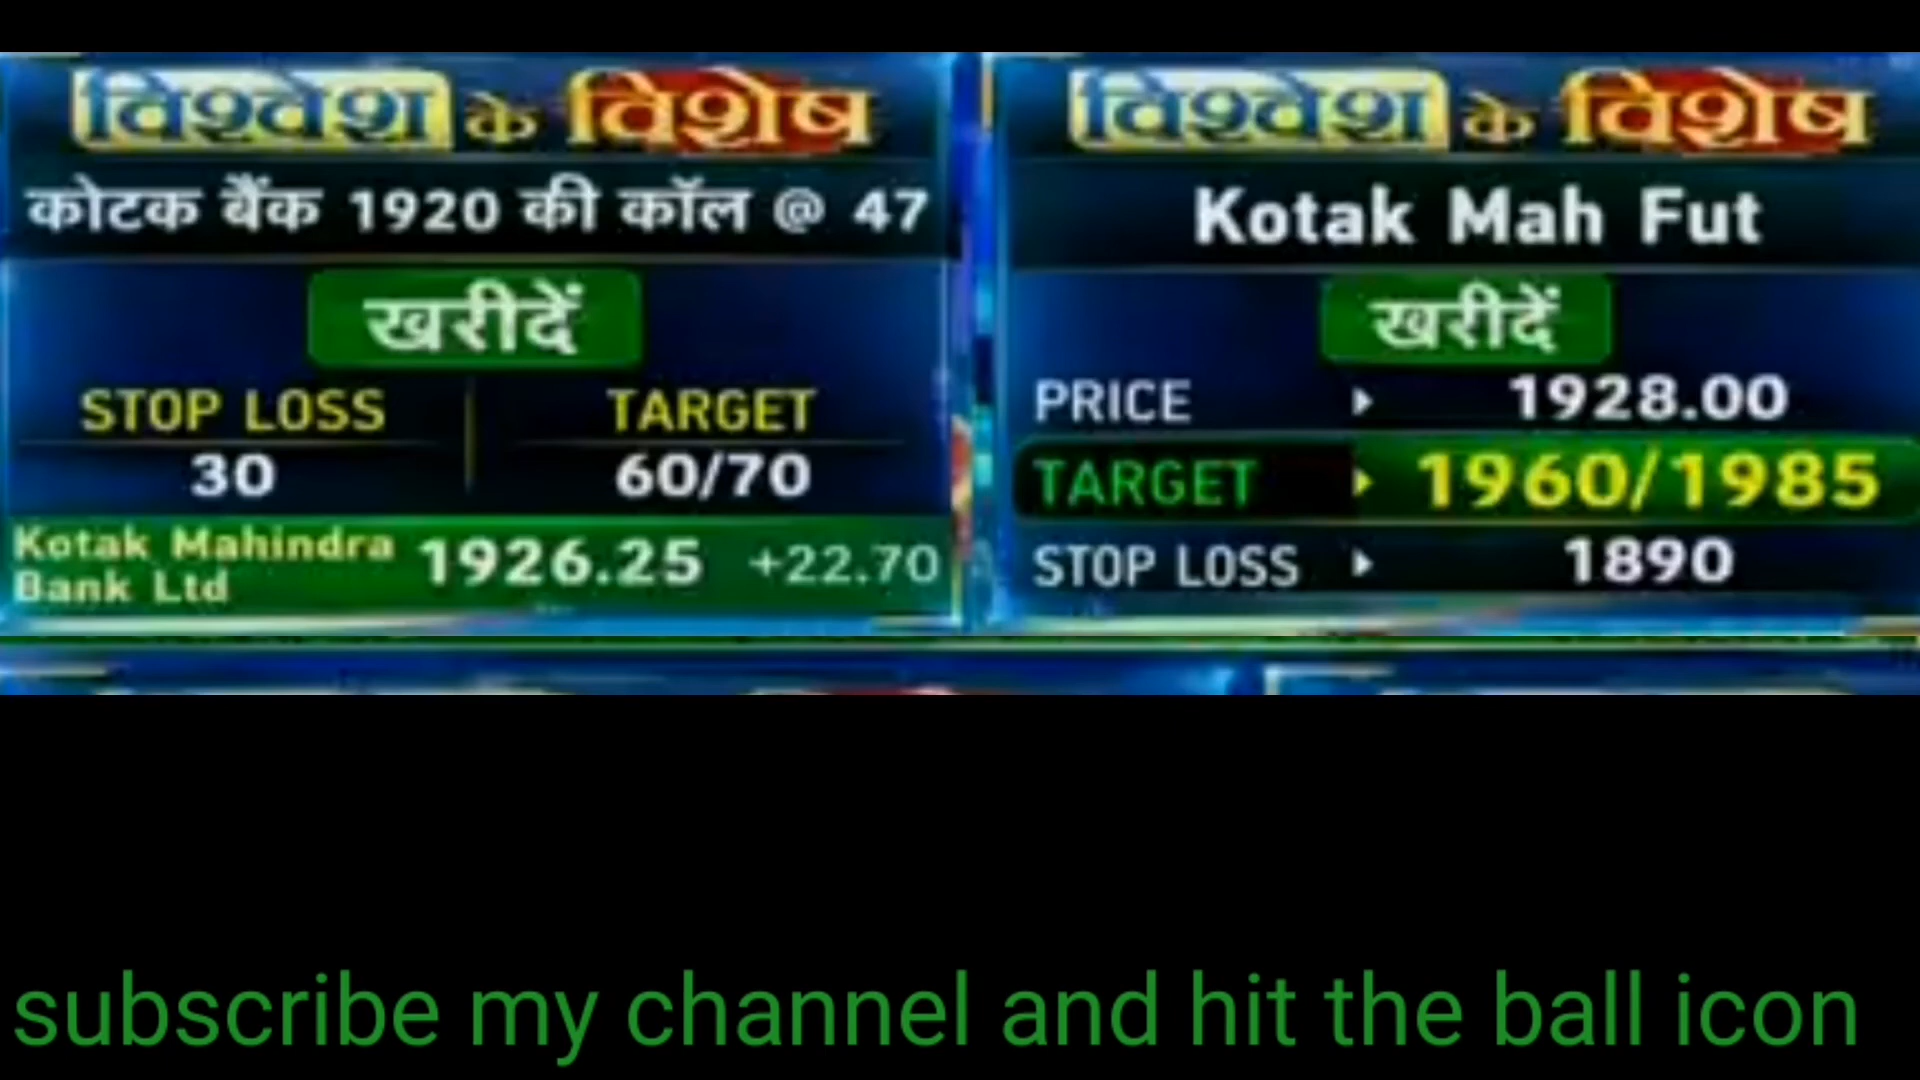 विश्वेश के विशेष
कोटक बैंक 1920 की कॉल @ 47
खरीदें
STOP LOSS TARGET
30 60/70
Kotak Mahindra
Bank Ltd
1926.25 +22.70
विश्वेश के विशेष
Kotak Mah Fut
खरीदें
PRICE 1928.00
TARGET 1960/1985
STOP LOSS 1890
subscribe my channel and hit the ball icon